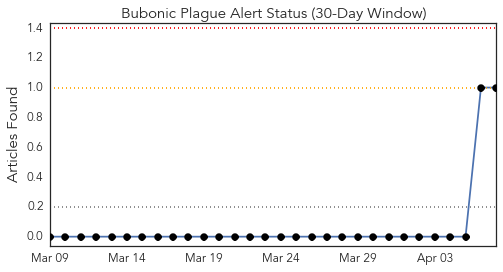 Bubonic Plague Alert Status (30-Day Window)
Articles Found
1.4
1.2
1.0
0.8
0.6
0.4
0.2
0.0
Mar 09 Mar 14 Mar 19 Mar 24 Mar 29 Apr 03